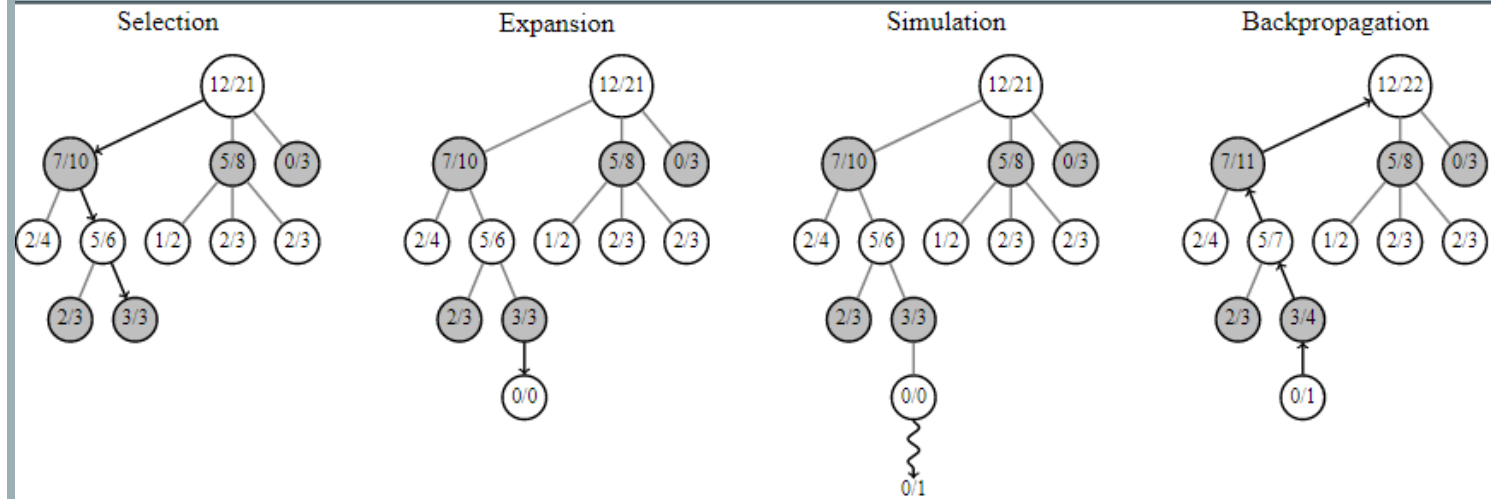 Selection
12/21
7/10 5/8 0/3
2/4 5/6 1/2 2/3 2/3
2/3 3/3
Expansion
12/21
7/10 5/8 0/3
2/4 5/6 1/2 2/3 2/3
2/3 3/3
0/0
Simulation
12/21
7/10 5/8 0/3
2/4 5/6 1/2 2/3 2/3
2/3 3/3
0/0
0/1
Backpropagation
12/22
7/11 5/8 0/3
2/4 5/7 1/2 2/3 2/3
2/3 3/4
0/1